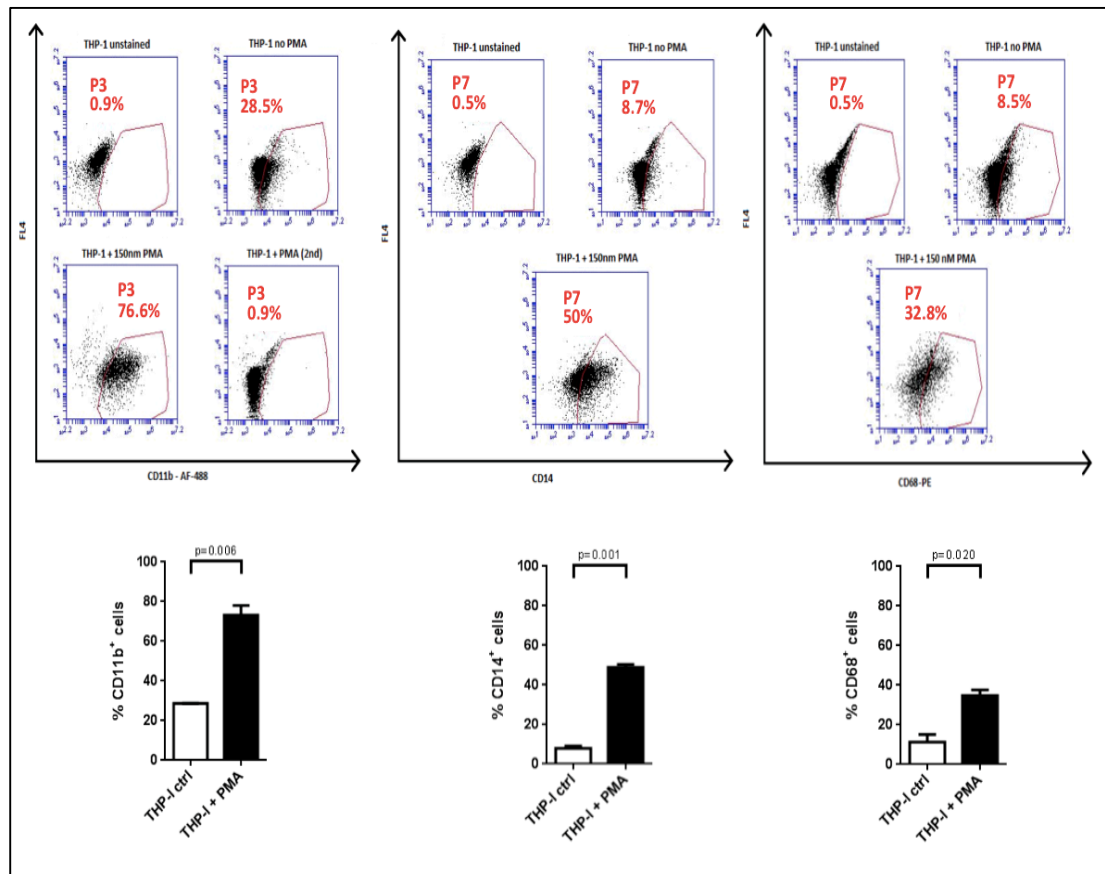 THP-1 unstained
P3
0.9%
THP-1 no PMA
P3
28.5%
THP-1 + 150nm PMA
P3
76.6%
THP-1 + PMA (2nd)
P3
0.9%
FL4
CD11b - AF-488
THP-1 unstained
P7
0.5%
THP-1 no PMA
P7
8.7%
THP-1 + 150nm PMA
P7
50%
FL4
CD14
THP-1 unstained
P7
0.5%
THP-1 no PMA
P7
8.5%
THP-1 + 150 nM PMA
P7
32.8%
FL4
CD68-PE
p=0.006
% CD11b+ cells
100
80
60
40
20
0
THP-I ctrl
THP-I + PMA
p=0.001
% CD14+ cells
100
80
60
40
20
0
THP-I ctrl
THP-I + PMA
p=0.020
% CD68+ cells
100
80
60
40
20
0
THP-I ctrl
THP-I + PMA